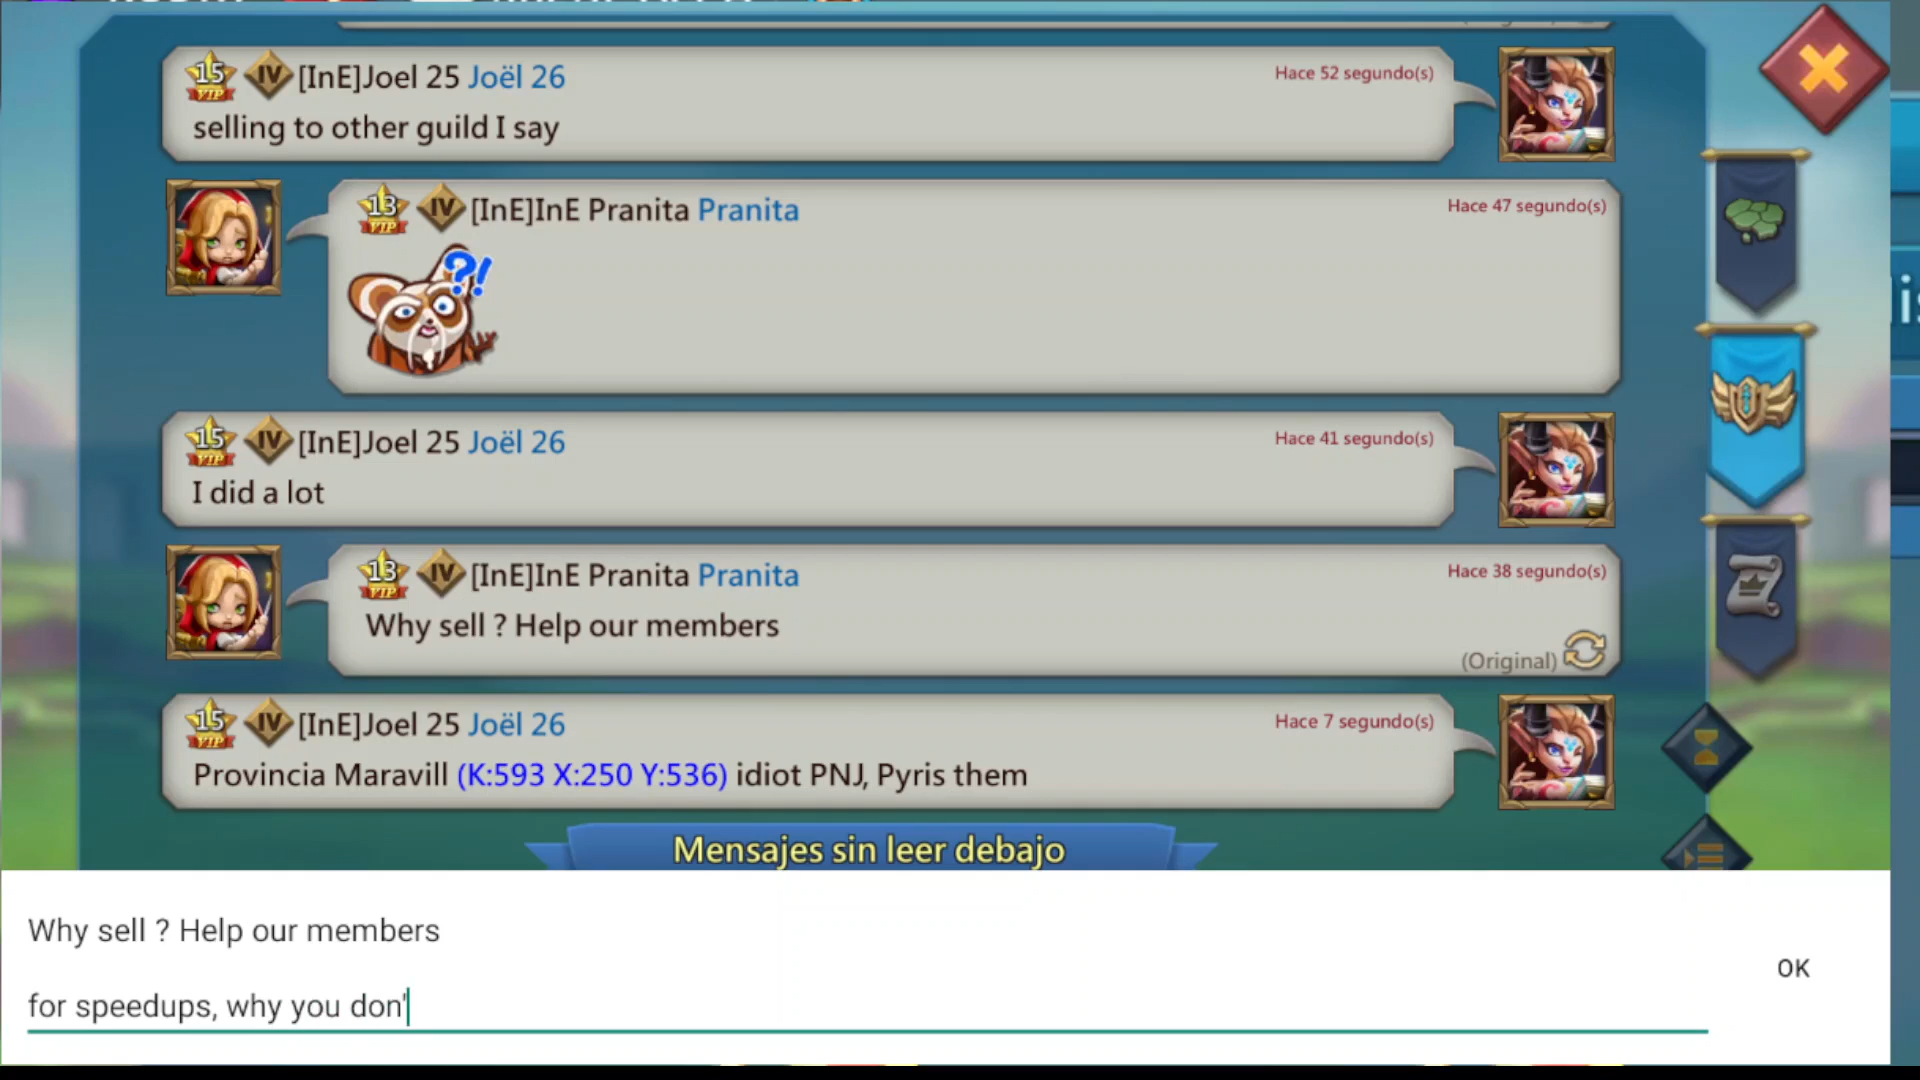 15 VIP IV [InE]Joel 25 Joël 26 Hace 52 segundo(s)
selling to other guild I say
13 VIP IV [InE]InE Pranita Pranita Hace 47 segundo(s)
?!
15 VIP IV [InE]Joel 25 Joël 26 Hace 41 segundo(s)
I did a lot
13 VIP IV [InE]InE Pranita Pranita Hace 38 segundo(s)
Why sell ? Help our members
(Original)
15 VIP IV [InE]Joel 25 Joël 26 Hace 7 segundo(s)
Provincia Maravill (K:593 X:250 Y:536) idiot PNJ, Pyris them
Mensajes sin leer debajo
Why sell ? Help our members
for speedups, why you don'
OK